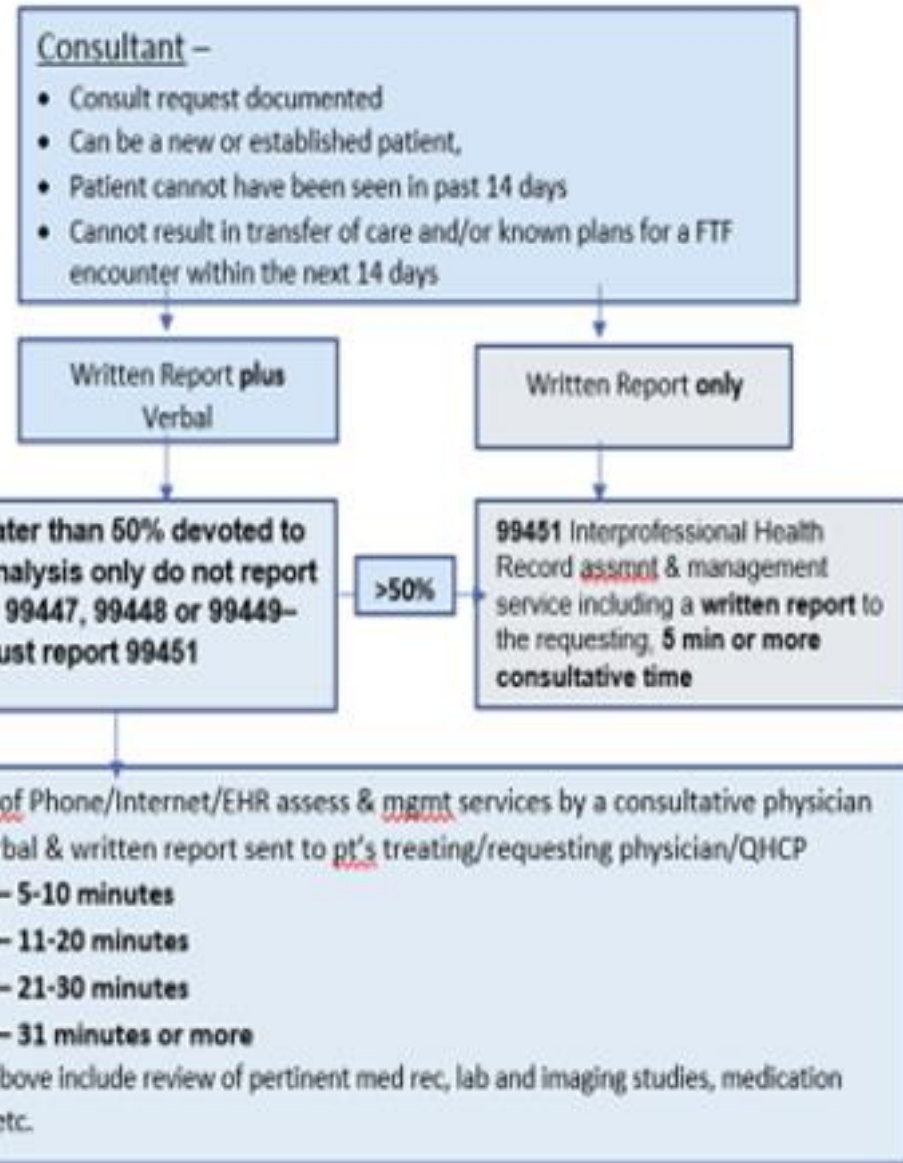 Consultant –
• Consult request documented
• Can be a new or established patient,
• Patient cannot have been seen in past 14 days
• Cannot result in transfer of care and/or known plans for a FTF
encounter within the next 14 days
Written Report plus
Verbal
Written Report only
ater than 50% devoted to
nalysis only do not report
99447, 99448 or 99449–
ust report 99451
>50%
99451 Interprofessional Health
Record assmnt & management
service including a written report to
the requesting, 5 min or more
consultative time
of Phone/Internet/EHR assess & mgmt services by a consultative physician
bal & written report sent to pt's treating/requesting physician/QHCP
– 5-10 minutes
– 11-20 minutes
– 21-30 minutes
– 31 minutes or more
bove include review of pertinent med rec, lab and imaging studies, medication
etc.